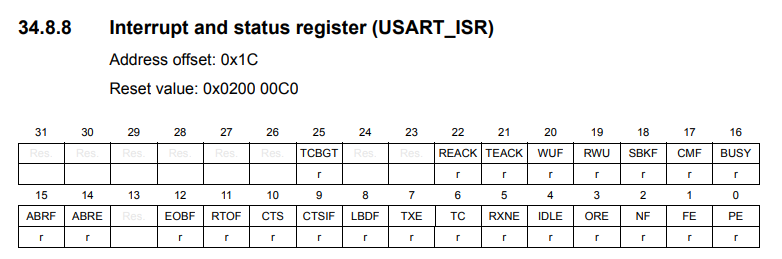 34.8.8 Interrupt and status register (USART_ISR)
Address offset: 0x1C
Reset value: 0x0200 00C0
31 30 29 28 27 26 25 24 23 22 21 20 19 18 17 16
Res. Res. Res. Res. Res. Res. TCBGT Res. Res. REACK TEACK WUF RWU SBKF CMF BUSY
r r r r r r r r
15 14 13 12 11 10 9 8 7 6 5 4 3 2 1 0
ABRF ABRE Res. EOBF RTOF CTS CTSIF LBDF TXE TC RXNE IDLE ORE NF FE PE
r r r r r r r r r r r r r r r